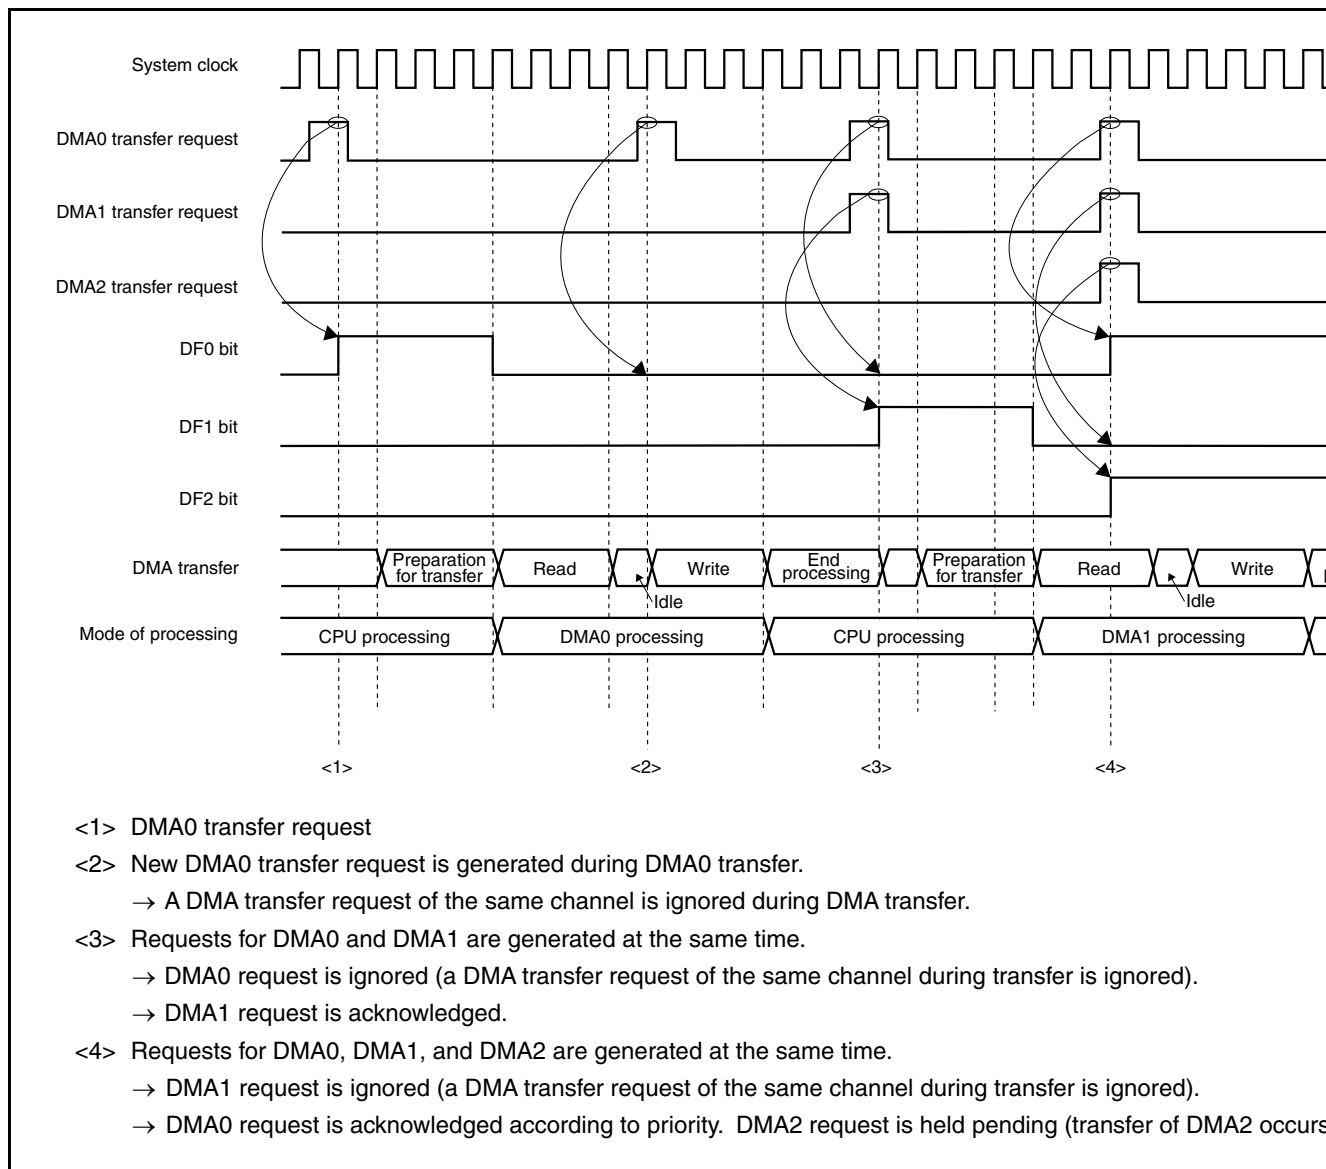 System clock
DMA0 transfer request
DMA1 transfer request
DMA2 transfer request
DF0 bit
DF1 bit
DF2 bit
DMA transfer
Preparation
for transfer
Read
Idle
Write
End
processing
Preparation
for transfer
Read
Idle
Write
Mode of processing
CPU processing
DMA0 processing
CPU processing
DMA1 processing
<1>
<2>
<3>
<4>
<1> DMA0 transfer request
<2> New DMA0 transfer request is generated during DMA0 transfer.
→ A DMA transfer request of the same channel is ignored during DMA transfer.
<3> Requests for DMA0 and DMA1 are generated at the same time.
→ DMA0 request is ignored (a DMA transfer request of the same channel during transfer is ignored).
→ DMA1 request is acknowledged.
<4> Requests for DMA0, DMA1, and DMA2 are generated at the same time.
→ DMA1 request is ignored (a DMA transfer request of the same channel during transfer is ignored).
→ DMA0 request is acknowledged according to priority. DMA2 request is held pending (transfer of DMA2 occurs